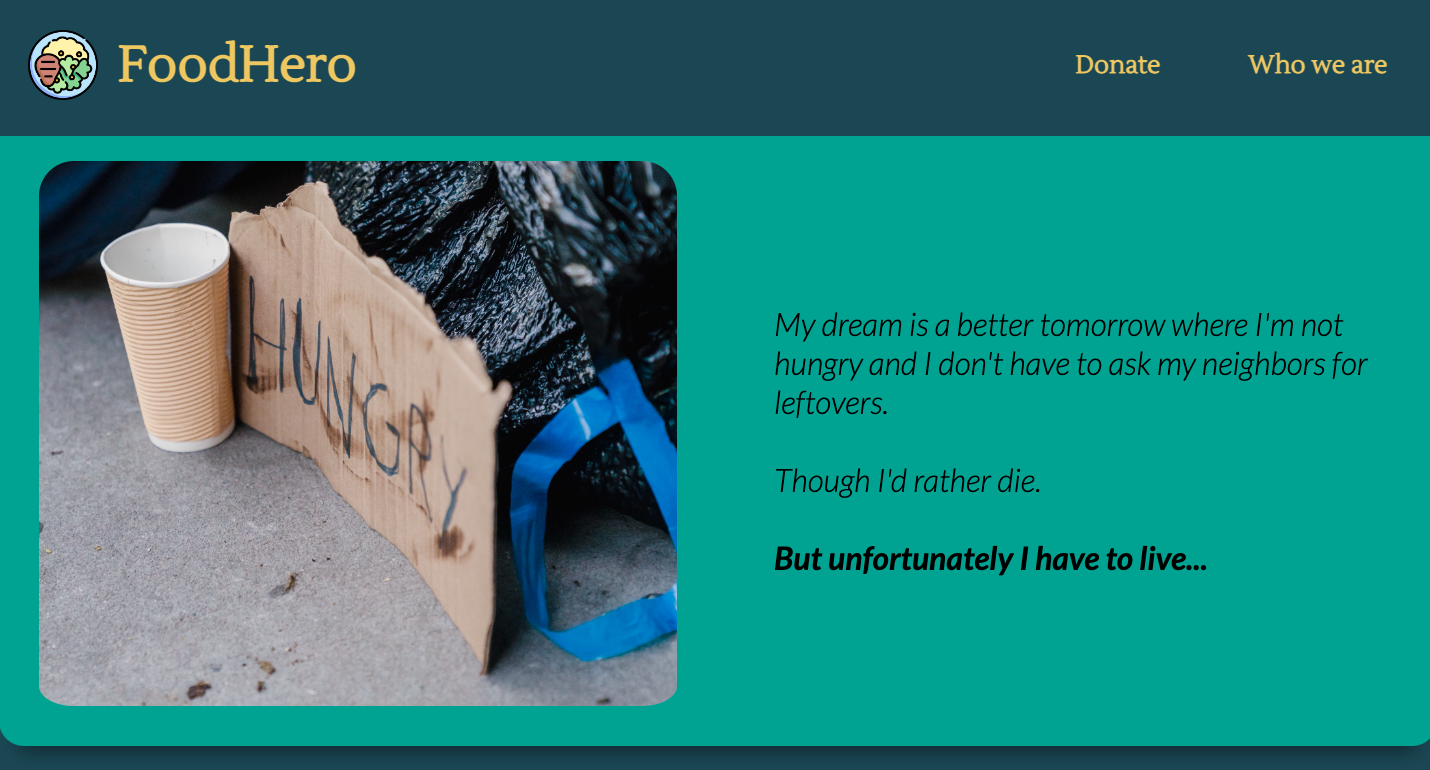 FoodHero
Donate
Who we are
HUNGRY
My dream is a better tomorrow where I'm not
hungry and I don't have to ask my neighbors for
leftovers.
Though I'd rather die.
But unfortunately I have to live...